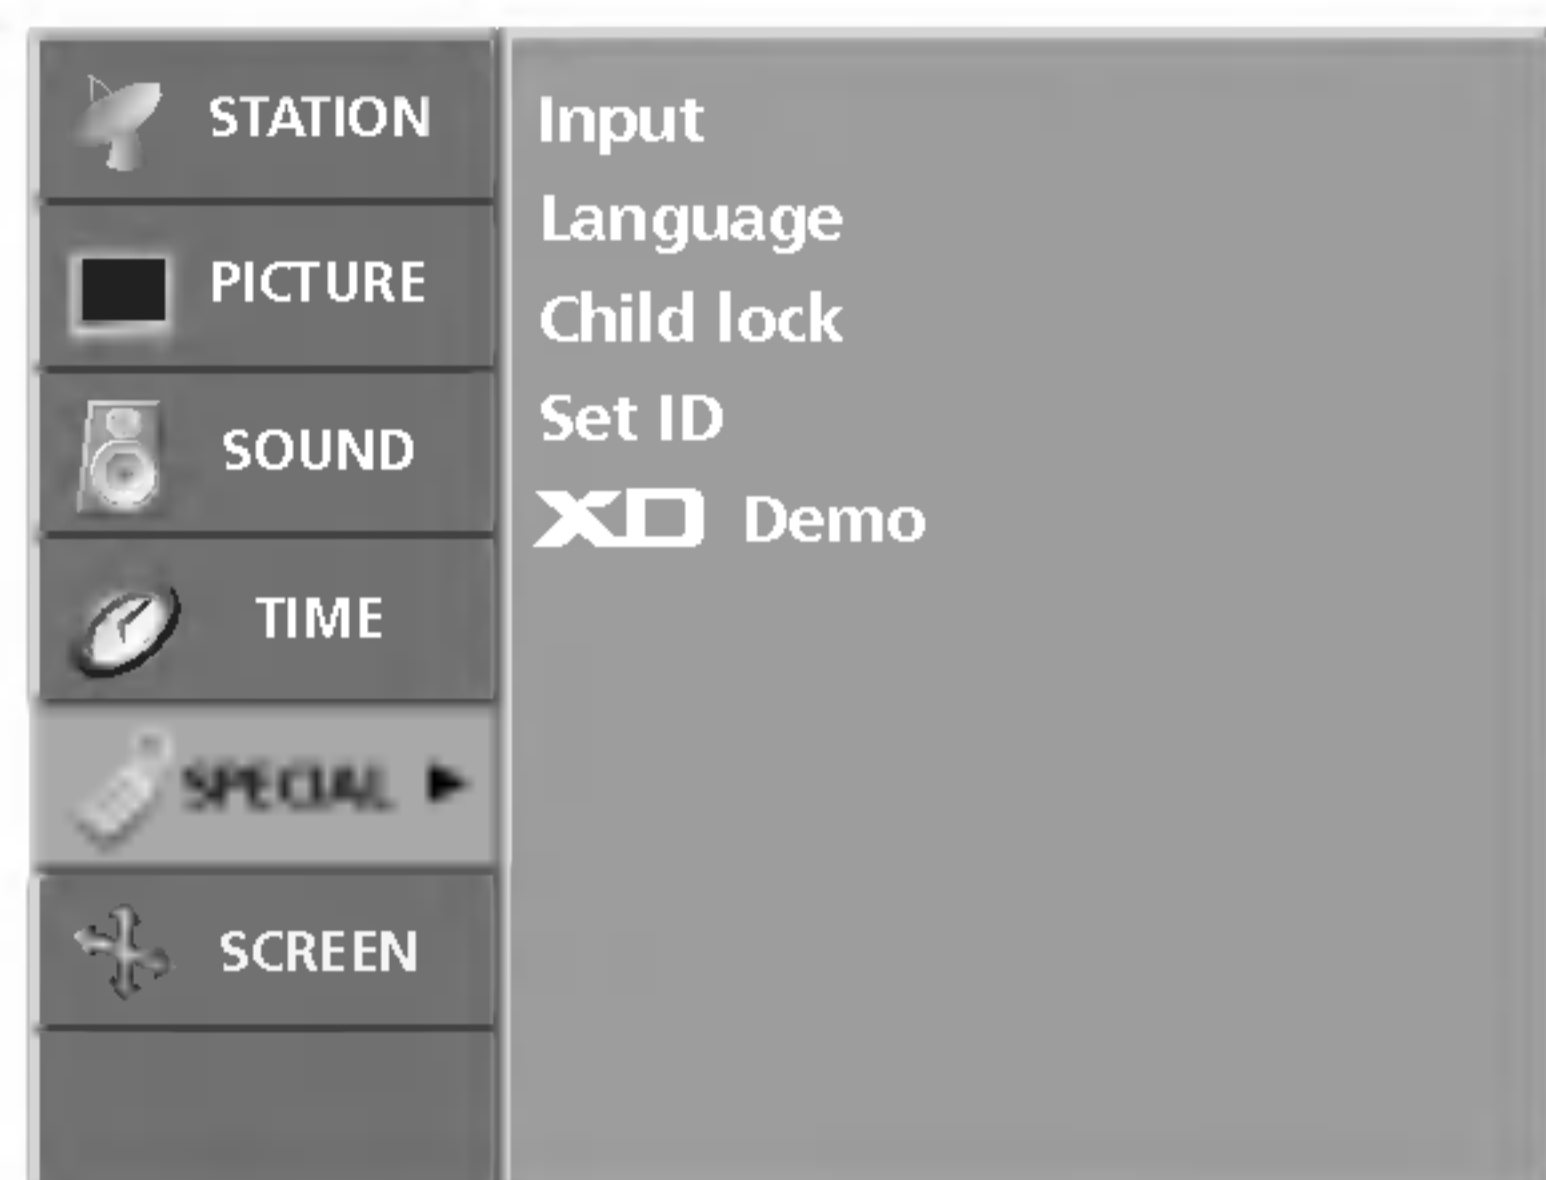 STATION
PICTURE
SOUND
TIME
SPECIAL ►
SCREEN
Input
Language
Child lock
Set ID
XD Demo